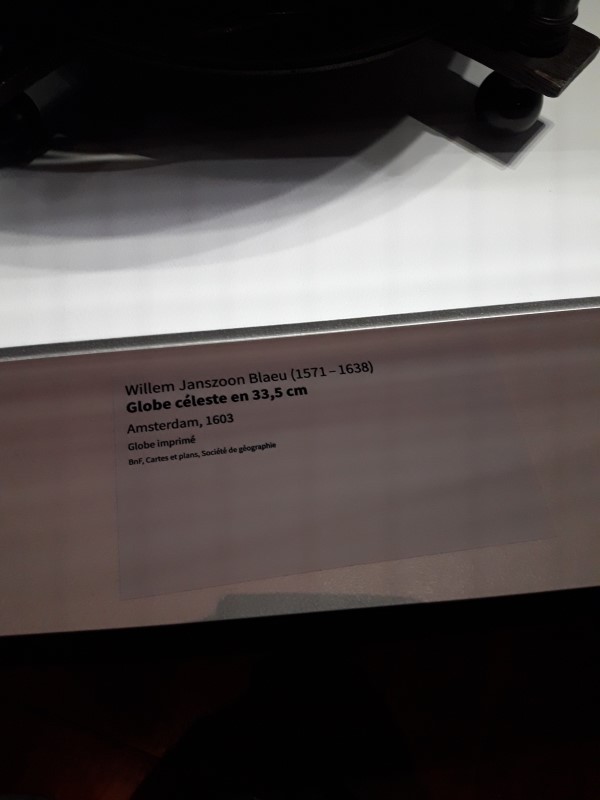 Willem Janszoon Blaeu (1571 – 1638)
Globe céleste en 33,5 cm
Amsterdam, 1603
Globe imprimé
BnF, Cartes et plans, Société de géographie